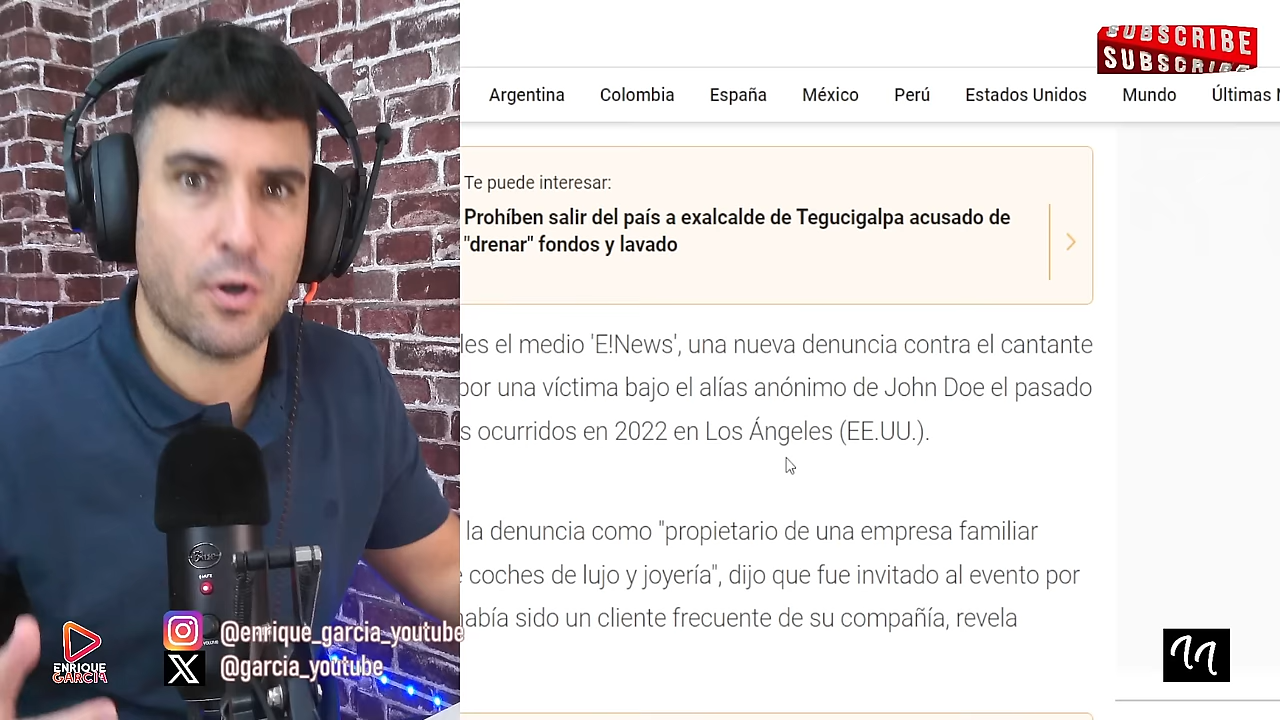 SUBSCRIBE
SUBSCRIBE
Argentina Colombia España México Perú Estados Unidos Mundo Últimas
Te puede interesar:
Prohíben salir del país a exalcalde de Tegucigalpa acusado de
"drenar" fondos y lavado
les el medio 'E!News', una nueva denuncia contra el cantante
por una víctima bajo el alías anónimo de John Doe el pasado
s ocurridos en 2022 en Los Ángeles (EE.UU.).
la denuncia como "propietario de una empresa familiar
e coches de lujo y joyería", dijo que fue invitado al evento por
había sido un cliente frecuente de su compañía, revela
@enrique_garcia_youtube
@garcia_youtube
ENRIQUE
GARCIA